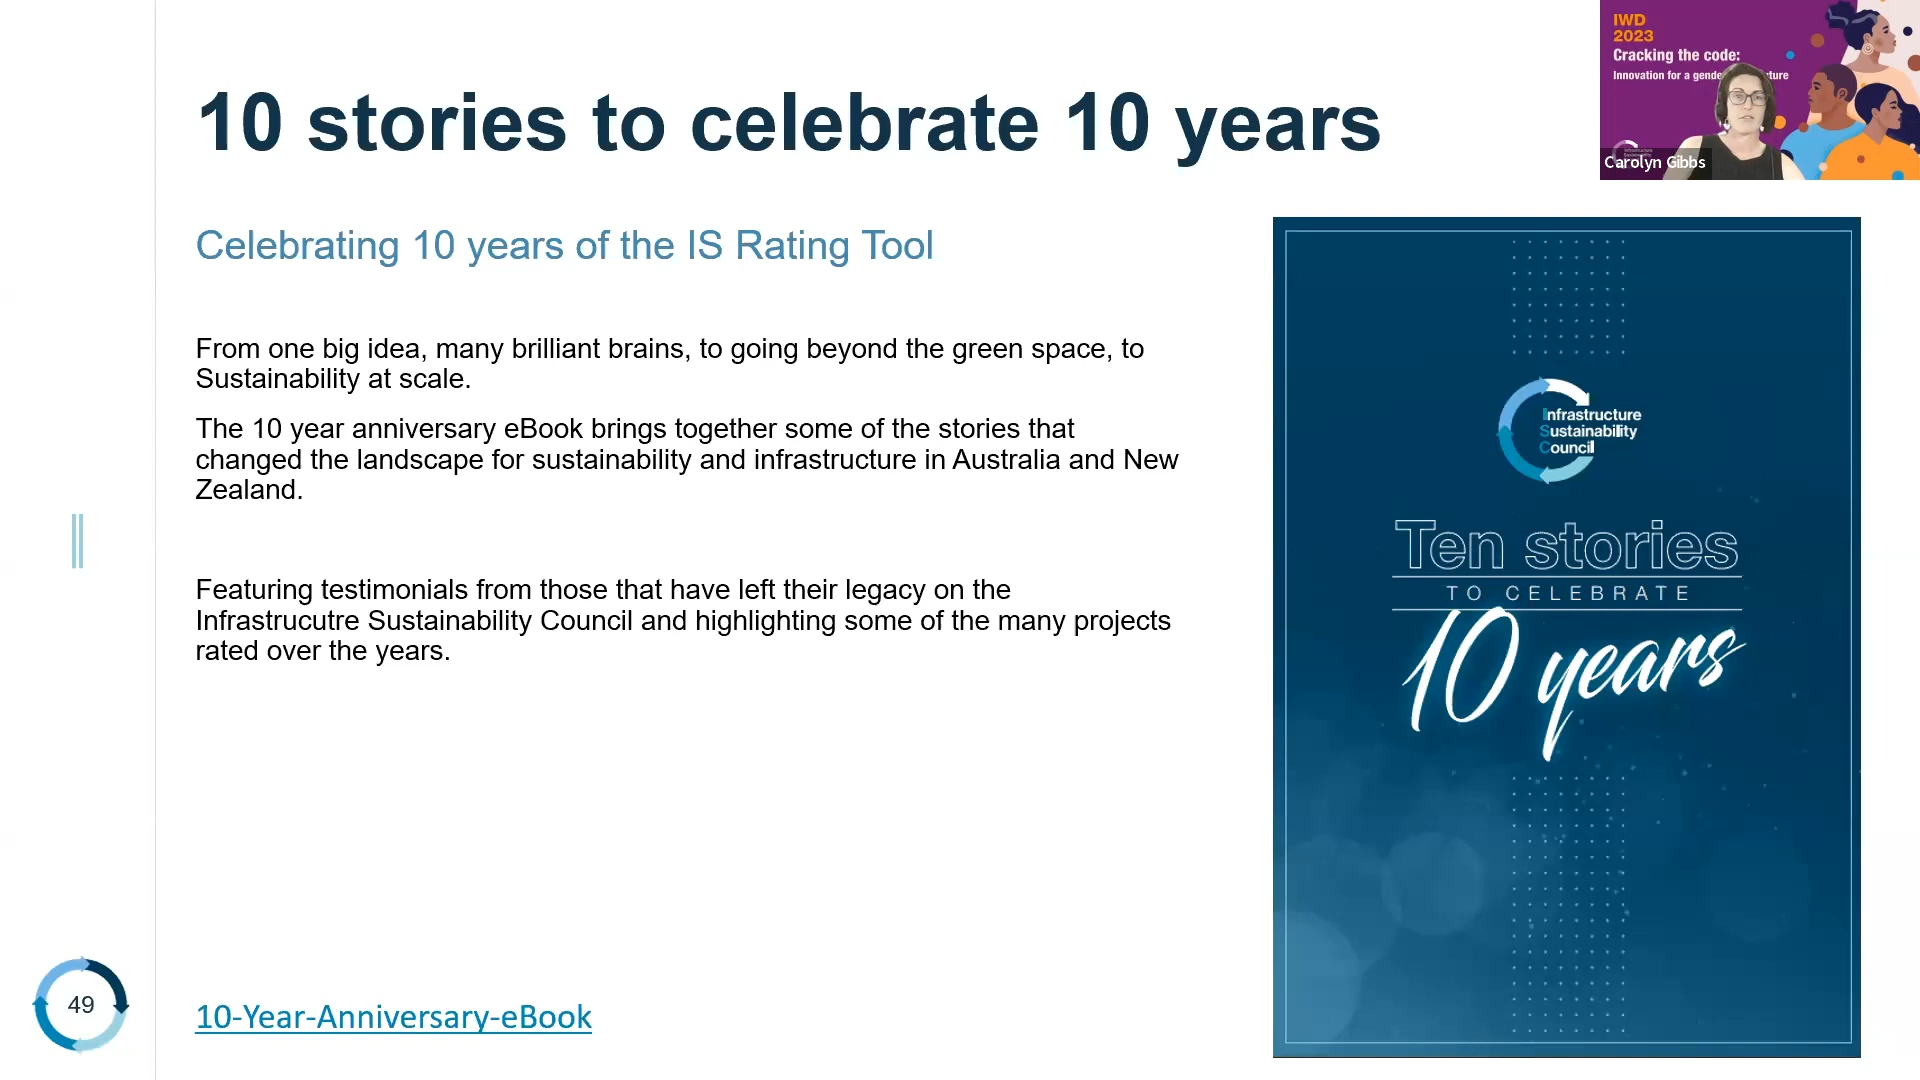 10 stories to celebrate 10 years
Celebrating 10 years of the IS Rating Tool
From one big idea, many brilliant brains, to going beyond the green space, to
Sustainability at scale.
The 10 year anniversary eBook brings together some of the stories that
changed the landscape for sustainability and infrastructure in Australia and New
Zealand.
Featuring testimonials from those that have left their legacy on the
Infrastrucutre Sustainability Council and highlighting some of the many projects
rated over the years.
10-Year-Anniversary-eBook
49
IWD
2023
Cracking the code:
Innovation for a
Carolyn Gibbs
Infrastructure
Sustainability
Council
Ten stories
TO CELEBRATE
10 years